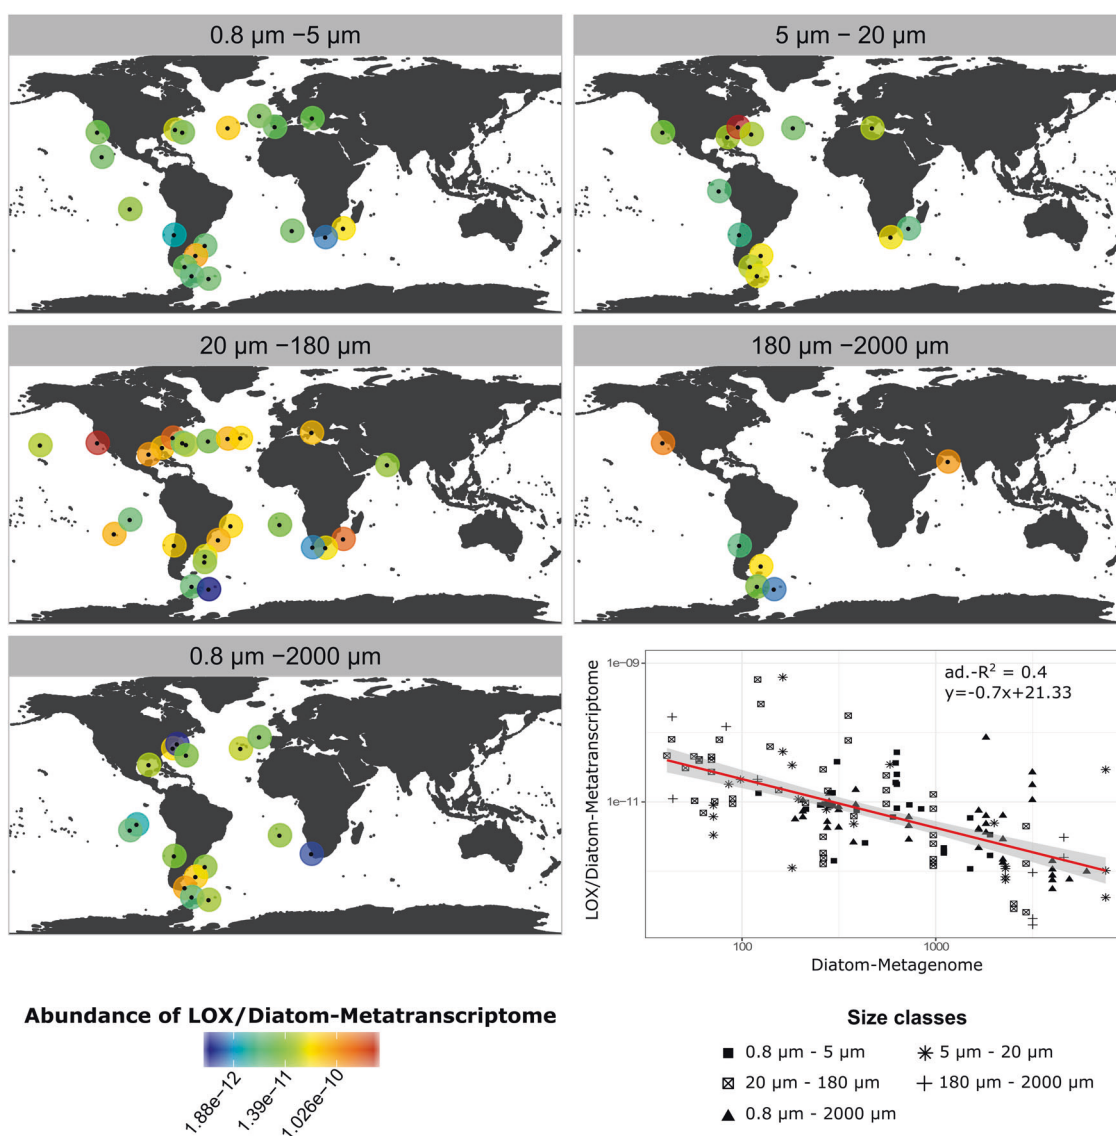 0.8 µm −5 µm
5 µm − 20 µm
20 µm −180 µm
180 µm −2000 µm
0.8 µm −2000 µm
LOX/Diatom-Metatranscriptome
1e−09
1e−11
ad.-R² = 0.4
y=-0.7x+21.33
100
1000
Diatom-Metagenome
Abundance of LOX/Diatom-Metatranscriptome
1.88e−12
1.39e−11
1.026e−10
Size classes
0.8 µm - 5 µm
5 µm - 20 µm
20 µm - 180 µm
180 µm - 2000 µm
0.8 µm - 2000 µm